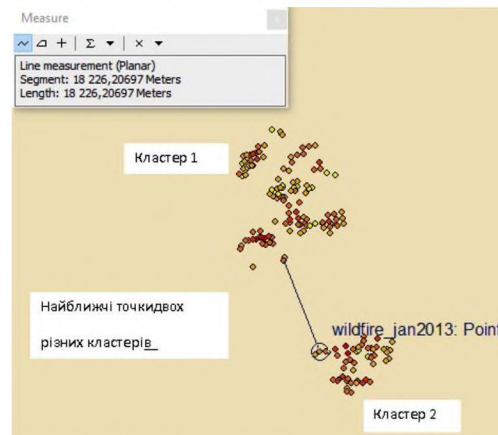 Measure
Line measurement (Planar)
Segment: 18 226,20697 Meters
Length: 18 226,20697 Meters
Кластер 1
Найближчі точкидвох
різних кластерів_
wildfire_jan2013: Point
Кластер 2